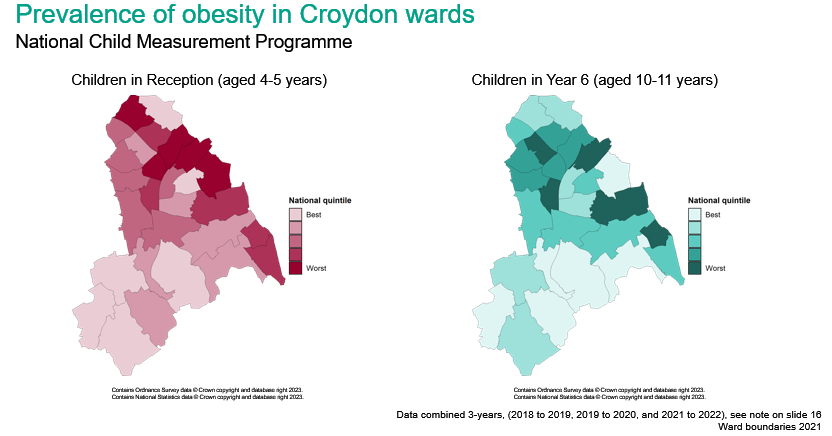 Prevalence of obesity in Croydon wards
National Child Measurement Programme
Children in Reception (aged 4-5 years)
Children in Year 6 (aged 10-11 years)
National quintile
Best
Worst
National quintile
Best
Worst
Contains Ordnance Survey data © Crown copyright and database right 2023.
Contains National Statistics data © Crown copyright and database right 2023.
Contains Ordnance Survey data © Crown copyright and database right 2023.
Contains National Statistics data © Crown copyright and database right 2023.
Data combined 3-years, (2018 to 2019, 2019 to 2020, and 2021 to 2022), see note on slide 16
Ward boundaries 2021